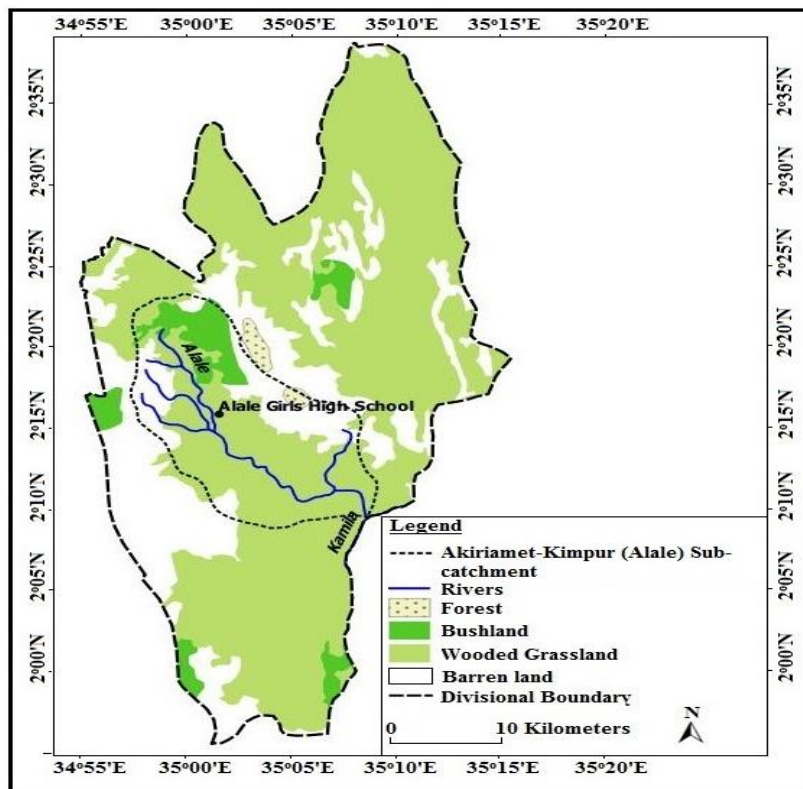 34°55'E 35°00'E 35°05'E 35°10'E 35°15'E 35°20'E
2°35'N 2°35'N
2°30'N 2°30'N
2°25'N 2°25'N
2°20'N 2°20'N
Alale
Alale Girls High School
2°15'N 2°15'N
2°10'N 2°10'N
Kamila
Legend
Akiriamet-Kimpur (Alale) Sub-
catchment
2°05'N 2°05'N
Rivers
Forest
Bushland
Wooded Grassland
2°00'N 2°00'N
Barren land
Divisional Boundary
N
0 10 Kilometers
34°55'E 35°00'E 35°05'E 35°10'E 35°15'E 35°20'E